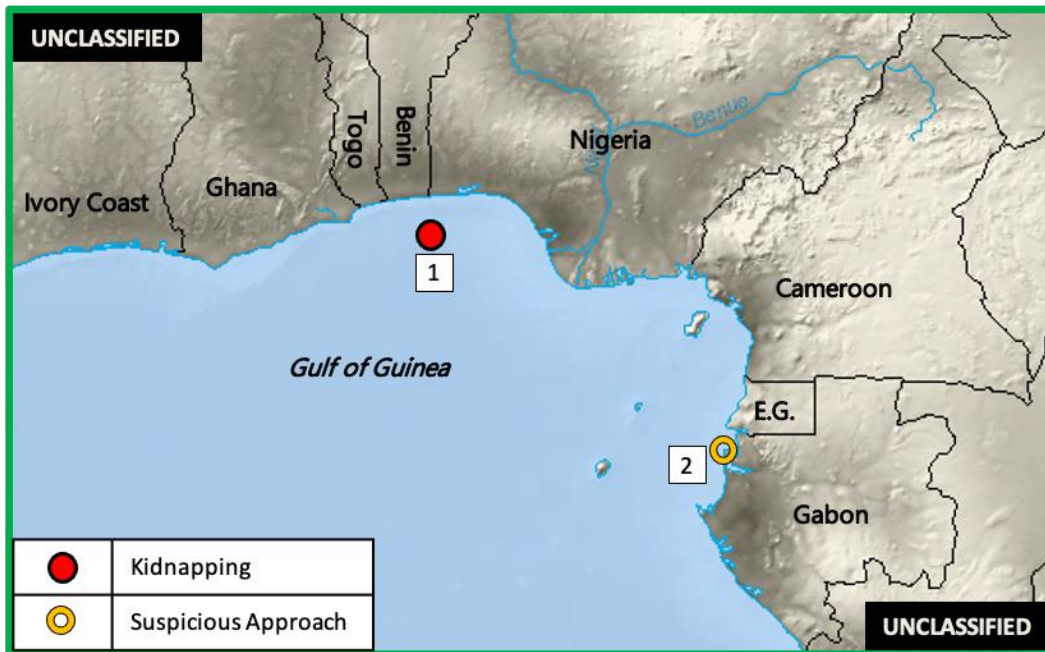 UNCLASSIFIED
Togo
Benin
Nigeria
Benue
Ivory Coast
Ghana
1
Cameroon
Gulf of Guinea
E.G.
2
Gabon
Kidnapping
Suspicious Approach
UNCLASSIFIED